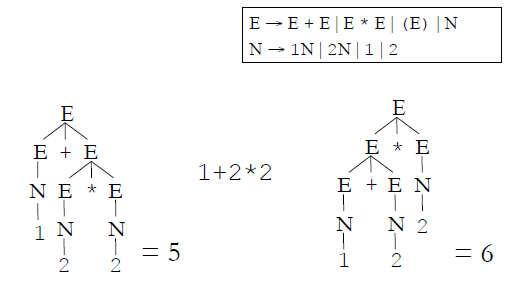 E → E + E | E * E | (E) | N
N → 1N | 2N | 1 | 2
E
E + E
N E * E
1 N N
2 2 = 5
1+2*2
E
E * E
E + E N
N N 2
1 2 = 6